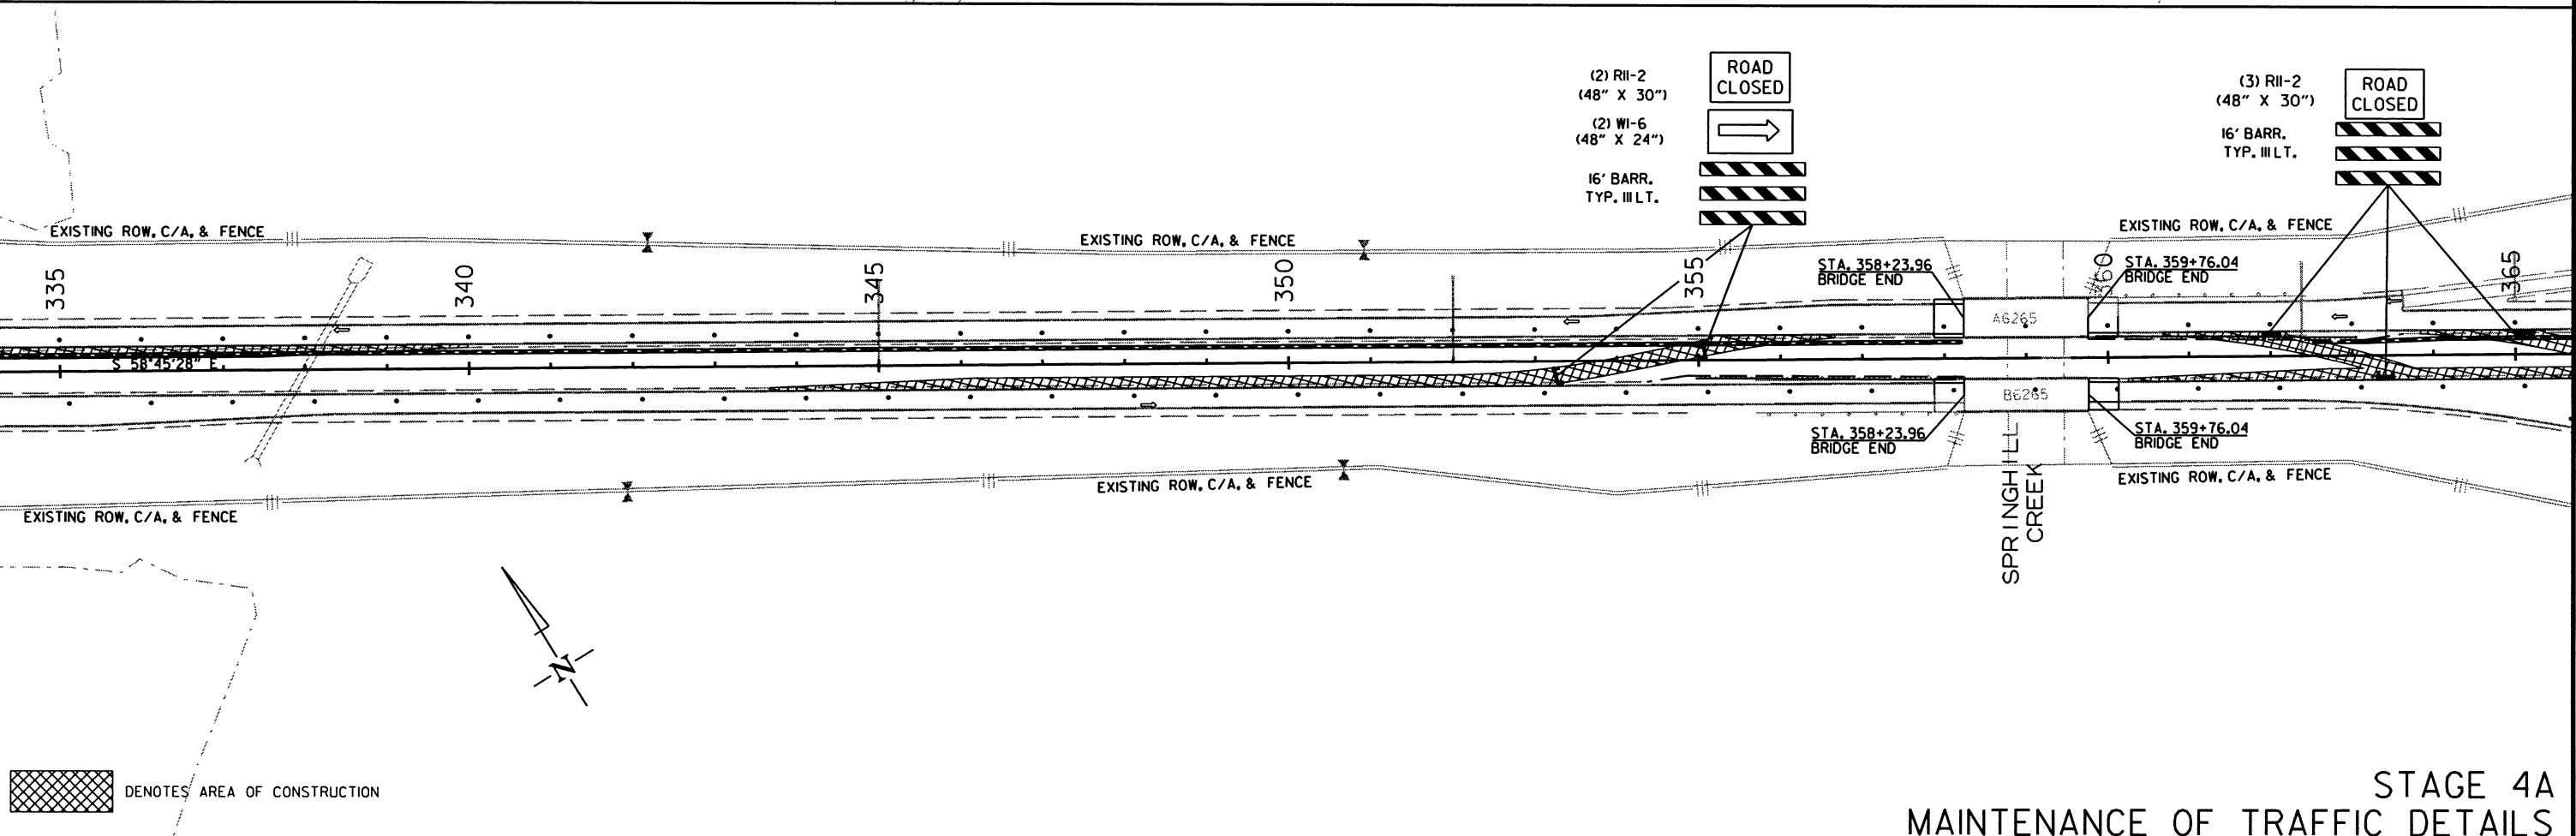 (2) R11-2
(48" X 30")
ROAD
CLOSED
(2) W1-6
(48" X 24")
16' BARR.
TYP. III LT.
(3) R11-2
(48" X 30")
ROAD
CLOSED
16' BARR.
TYP. III LT.
EXISTING ROW, C/A, & FENCE
EXISTING ROW, C/A, & FENCE
EXISTING ROW, C/A, & FENCE
335
340
345
350
355
360
365
STA. 358+23.96
BRIDGE END
STA. 359+76.04
BRIDGE END
A6265
S 58°45'28" E
B6265
STA. 358+23.96
BRIDGE END
STA. 359+76.04
BRIDGE END
SPRINGHILL
CREEK
EXISTING ROW, C/A, & FENCE
EXISTING ROW, C/A, & FENCE
EXISTING ROW, C/A, & FENCE
N
DENOTES AREA OF CONSTRUCTION
STAGE 4A
MAINTENANCE OF TRAFFIC DETAILS